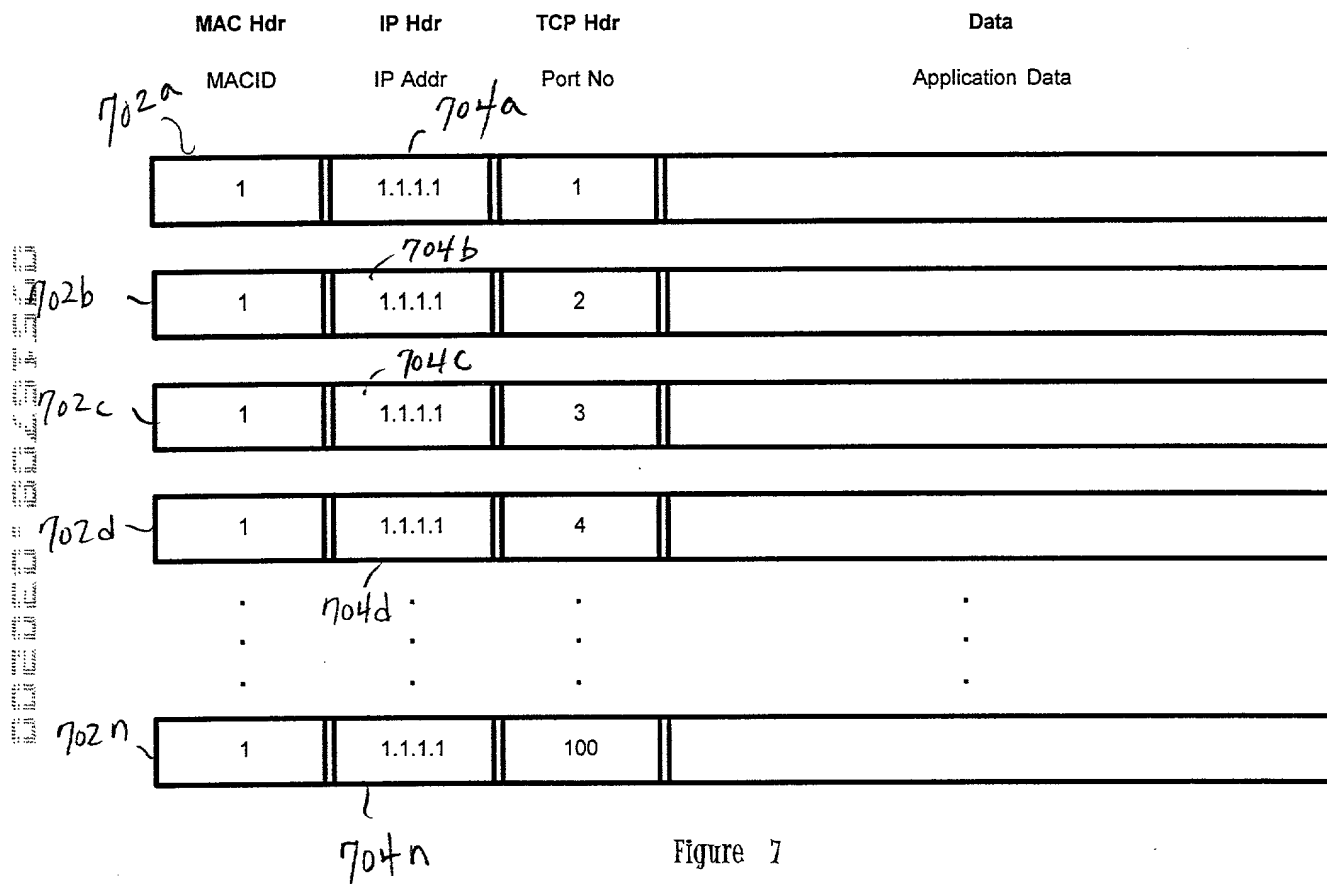 MAC Hdr IP Hdr TCP Hdr Data
MACID IP Addr Port No Application Data
702a 704a
1 1.1.1.1 1
704b
702b 1 1.1.1.1 2
704c
702c 1 1.1.1.1 3
702d 1 1.1.1.1 4
704d
702n 1 1.1.1.1 100
704n
Figure 7